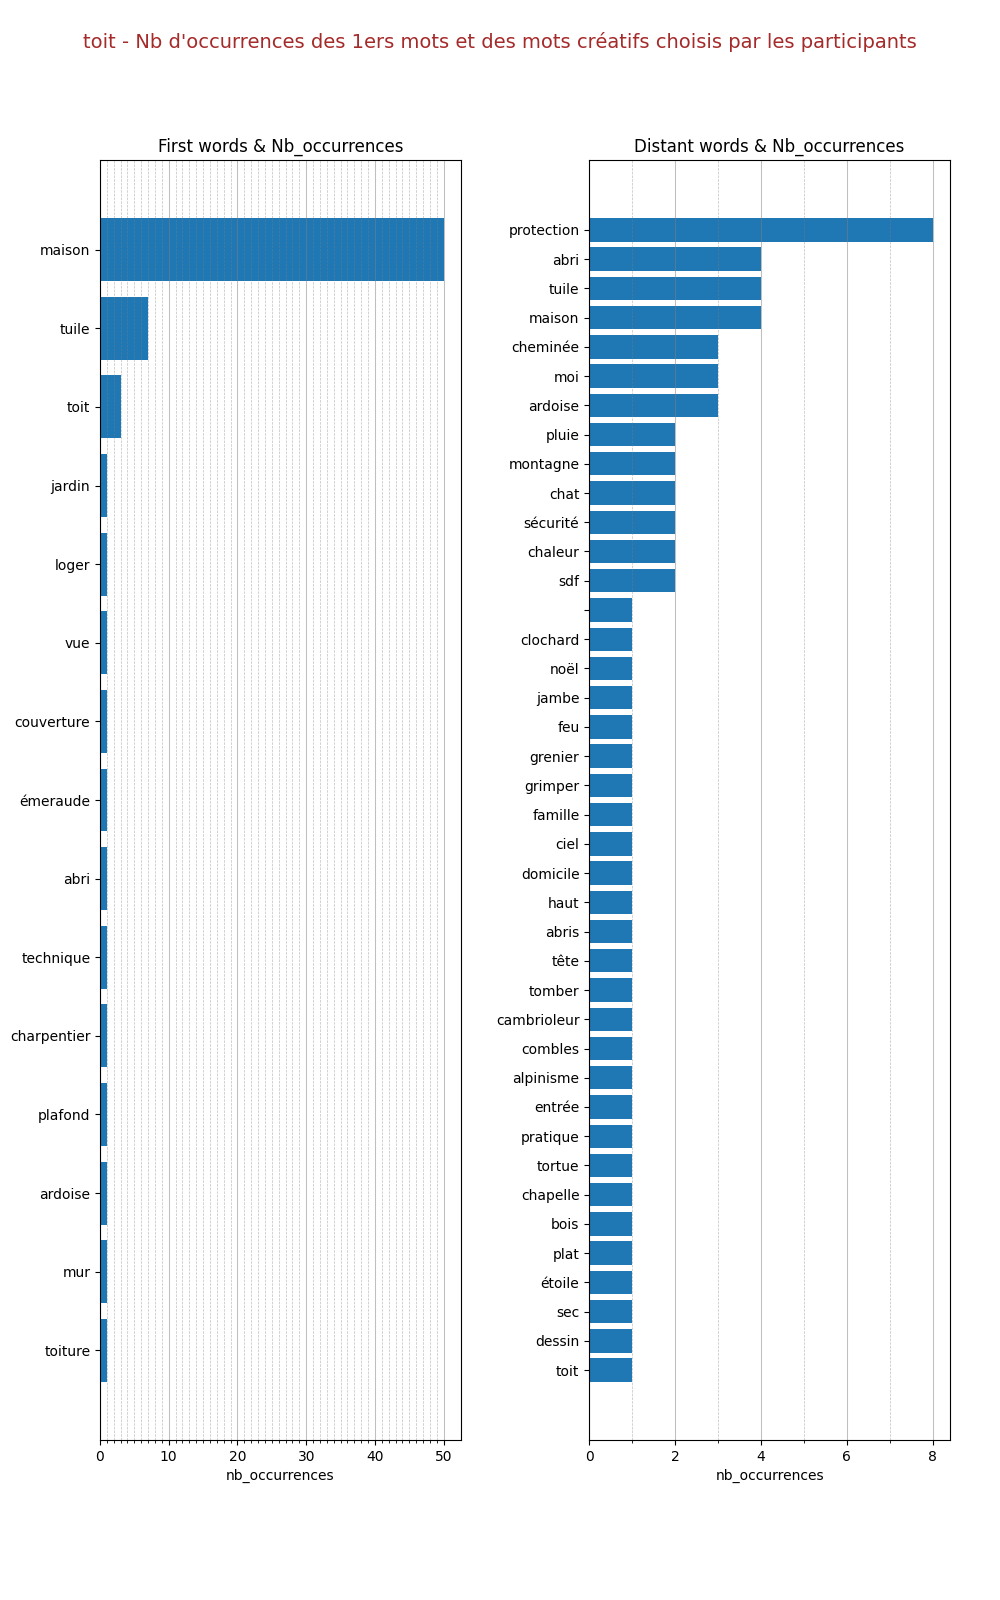 toit - Nb d'occurrences des 1ers mots et des mots créatifs choisis par les participants
First words & Nb_occurrences
maison
tuile
toit
jardin
loger
vue
couverture
émeraude
abri
technique
charpentier
plafond
ardoise
mur
toiture
0 10 20 30 40 50
nb_occurrences
Distant words & Nb_occurrences
protection
abri
tuile
maison
cheminée
moi
ardoise
pluie
montagne
chat
sécurité
chaleur
sdf
clochard
noël
jambe
feu
grenier
grimper
famille
ciel
domicile
haut
abris
tête
tomber
cambrioleur
combles
alpinisme
entrée
pratique
tortue
chapelle
bois
plat
étoile
sec
dessin
toit
0 2 4 6 8
nb_occurrences